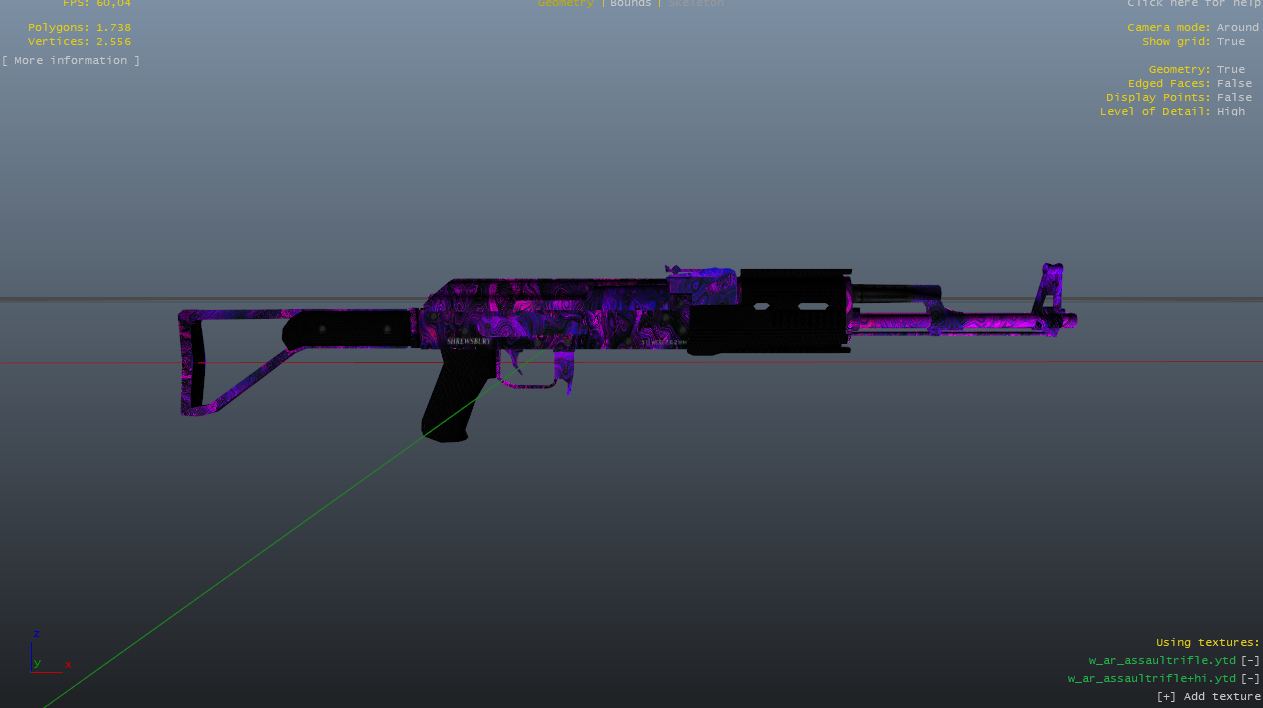 FPS: 60,04
Geometry | Bounds | Skeleton
Click here for help
Polygons: 1.738
Vertices: 2.556
[ More information ]
Camera mode: Around
Show grid: True
Geometry: True
Edged Faces: False
Display Points: False
Level of Detail: High
SHREWSBURY
z
y x
Using textures:
w_ar_assaultrifle.ytd [-]
w_ar_assaultrifle+hi.ytd [-]
[+] Add texture